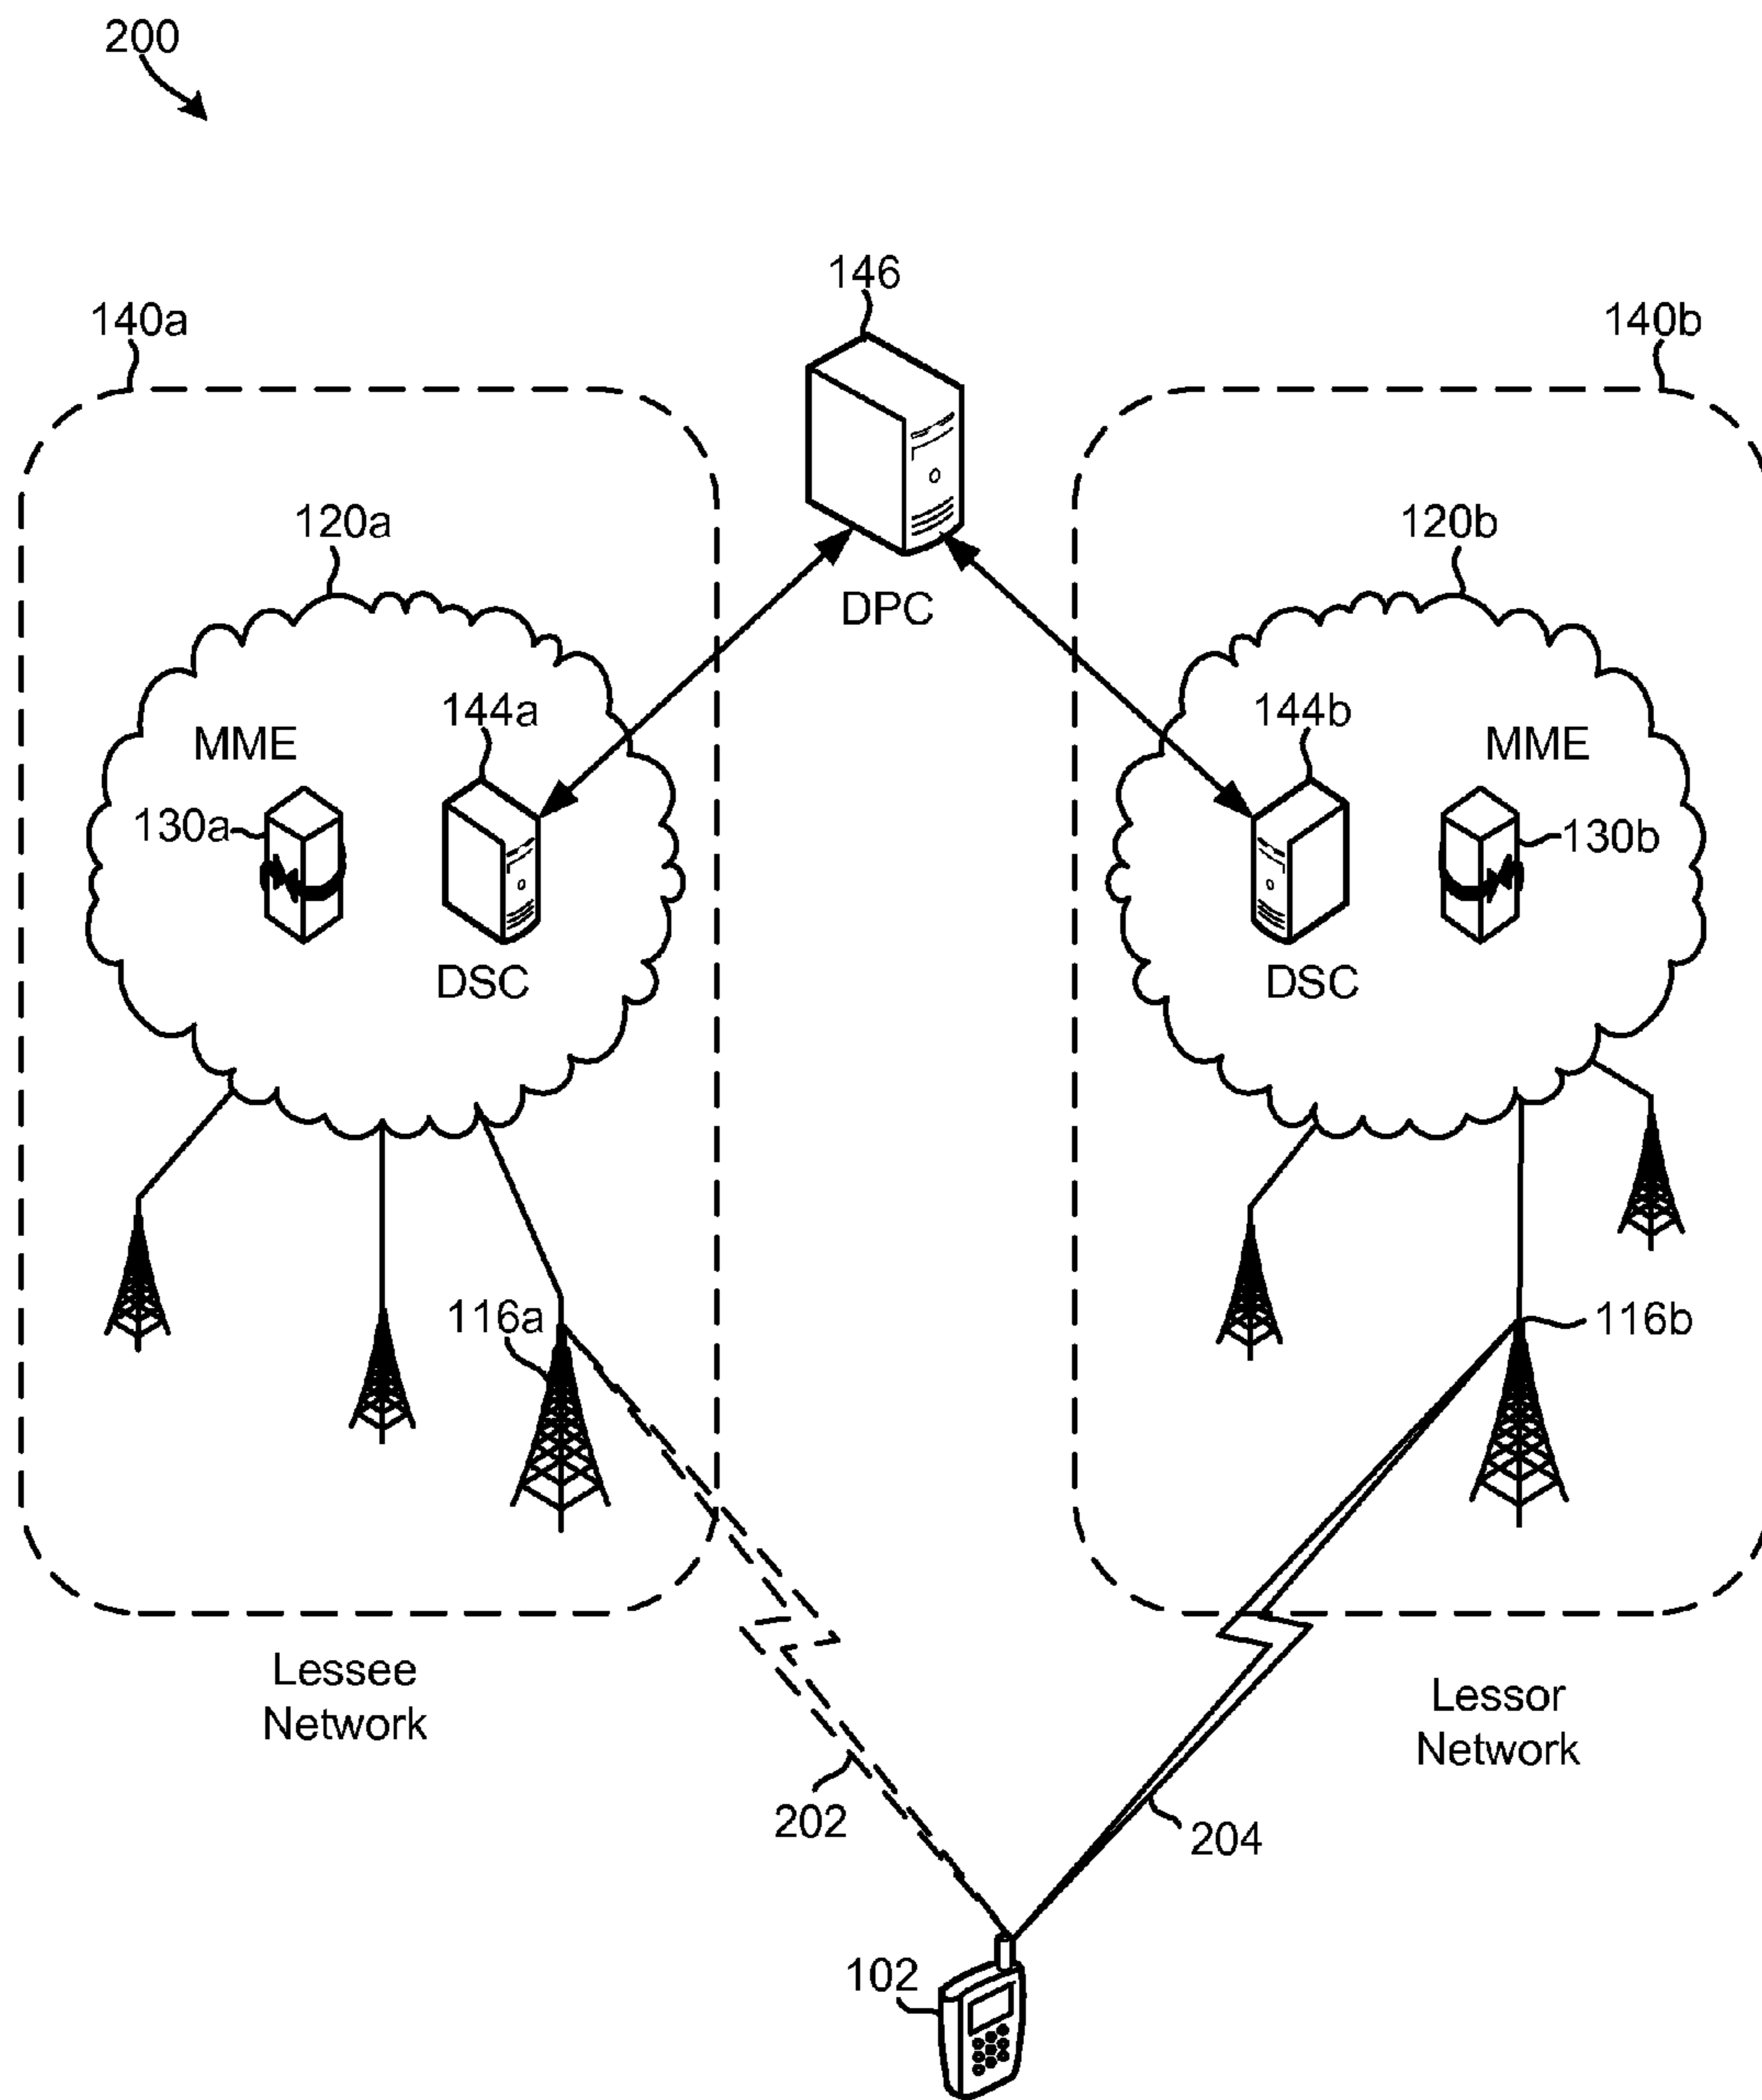 200
146
140a
140b
120a
120b
DPC
144a
144b
MME
MME
130a
130b
DSC
DSC
116a
116b
Lessee
Network
Lessor
Network
202
204
102